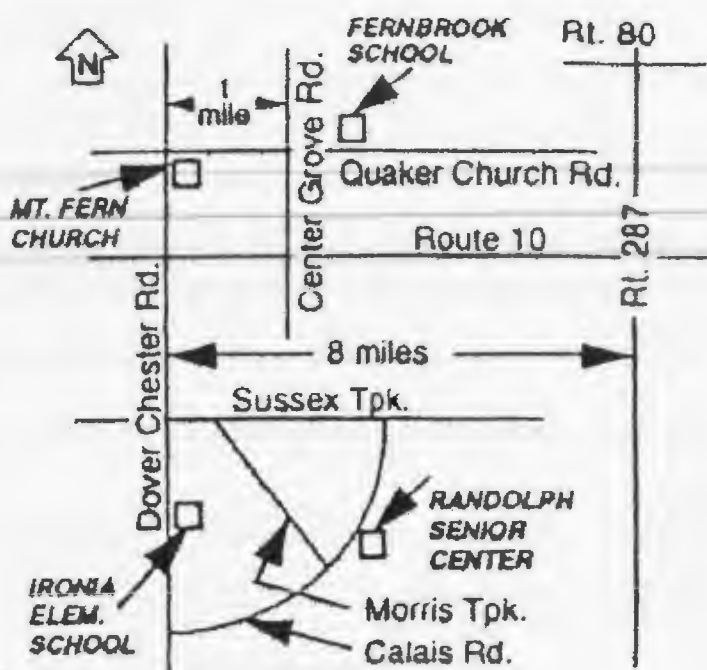 FERNBROOK
SCHOOL
Rt. 80
N
1
mile
Center Grove Rd.
Quaker Church Rd.
MT. FERN
CHURCH
Route 10
Rt. 287
Dover Chester Rd.
8 miles
Sussex Tpk.
RANDOLPH
SENIOR
CENTER
IRONIA
ELEM.
SCHOOL
Morris Tpk.
Calais Rd.